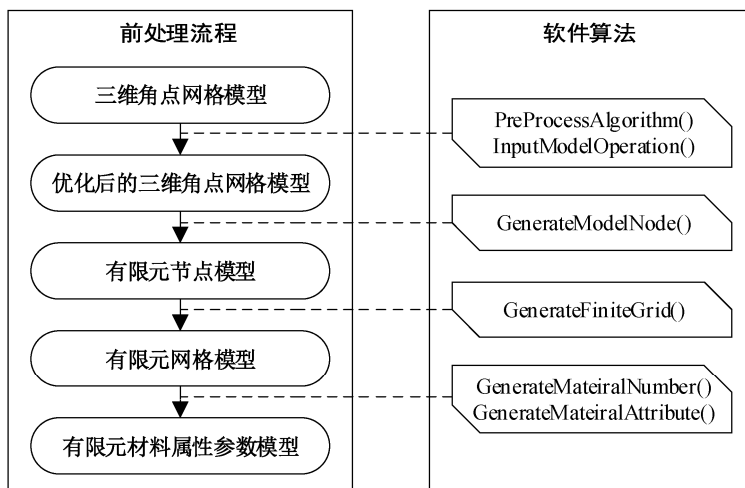 前处理流程
三维角点网格模型
优化后的三维角点网格模型
有限元节点模型
有限元网格模型
有限元材料属性参数模型
软件算法
PreProcessAlgorithm()
InputModelOperation()
GenerateModelNode()
GenerateFiniteGrid()
GenerateMateiralNumber()
GenerateMateiralAttribute()